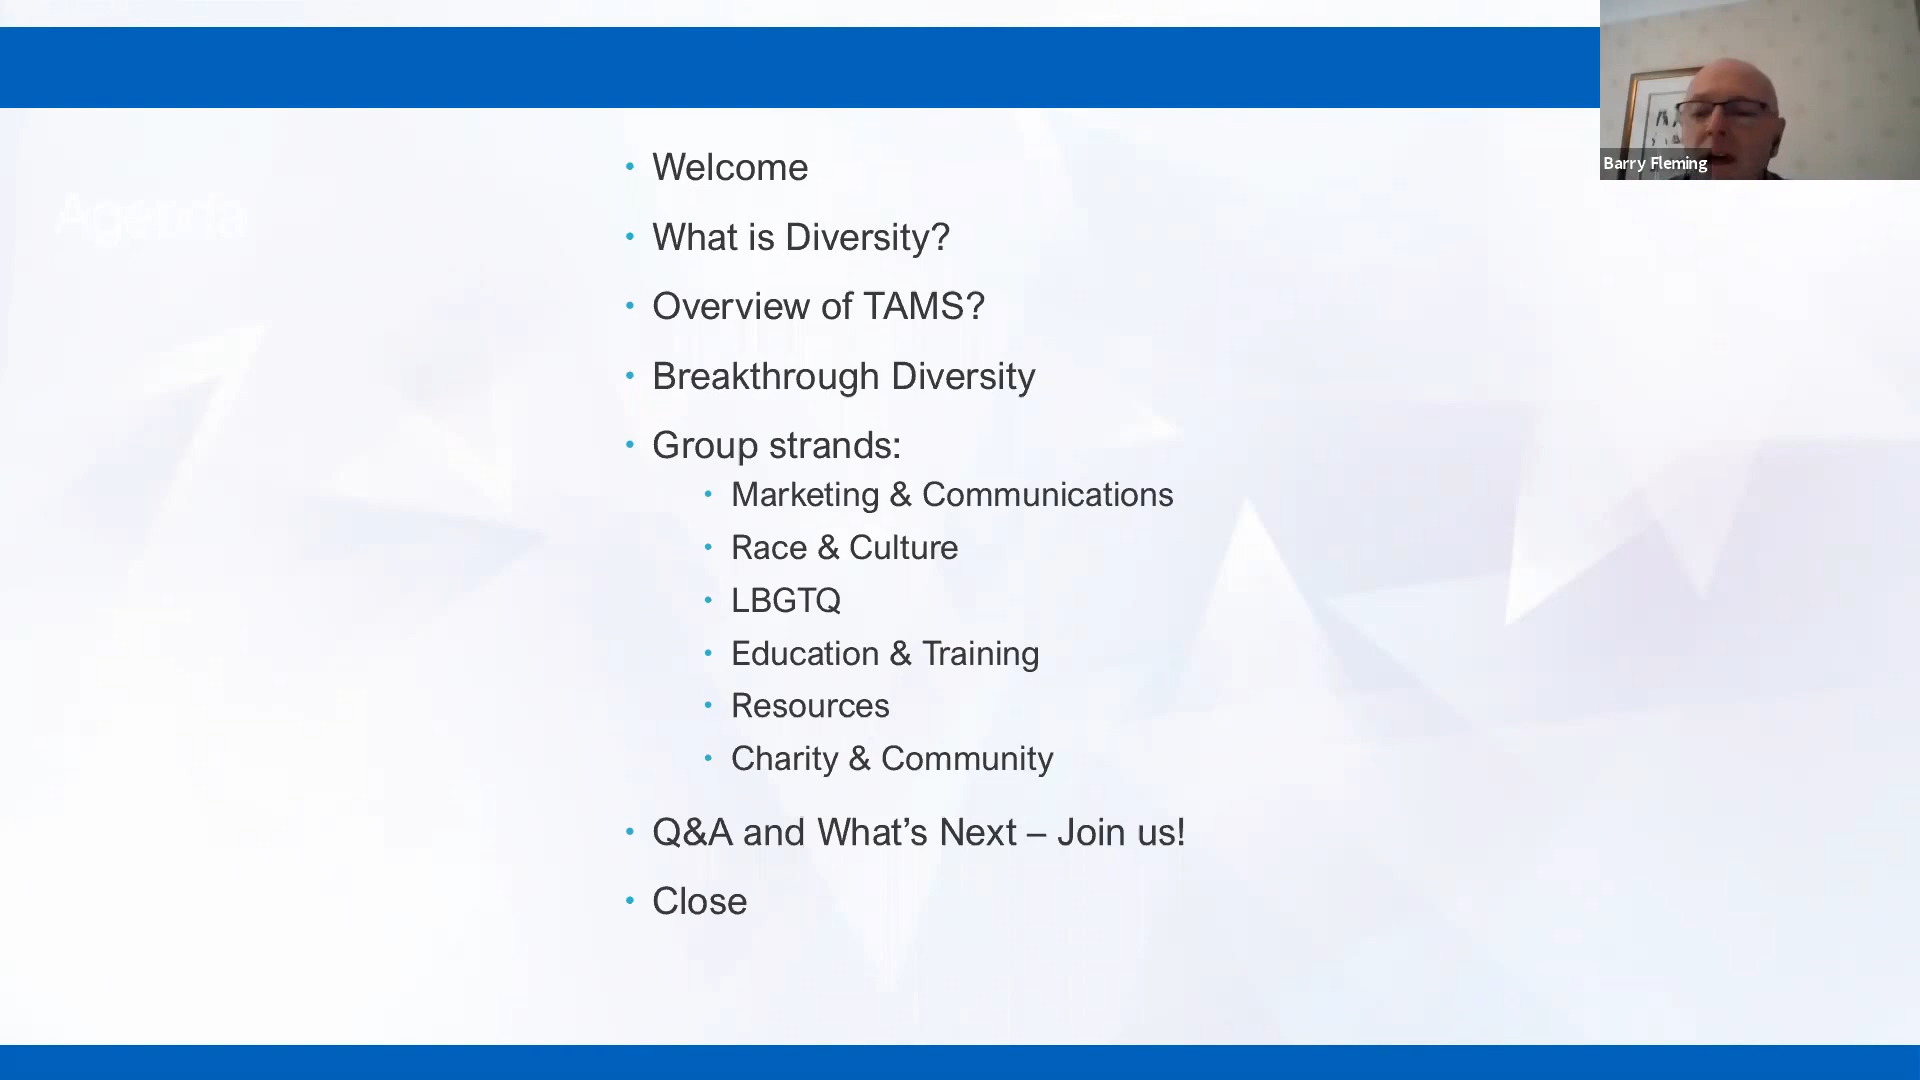 Barry Fleming
Agenda
Welcome
What is Diversity?
Overview of TAMS?
Breakthrough Diversity
Group strands:
Marketing & Communications
Race & Culture
LBGTQ
Education & Training
Resources
Charity & Community
Q&A and What’s Next – Join us!
Close